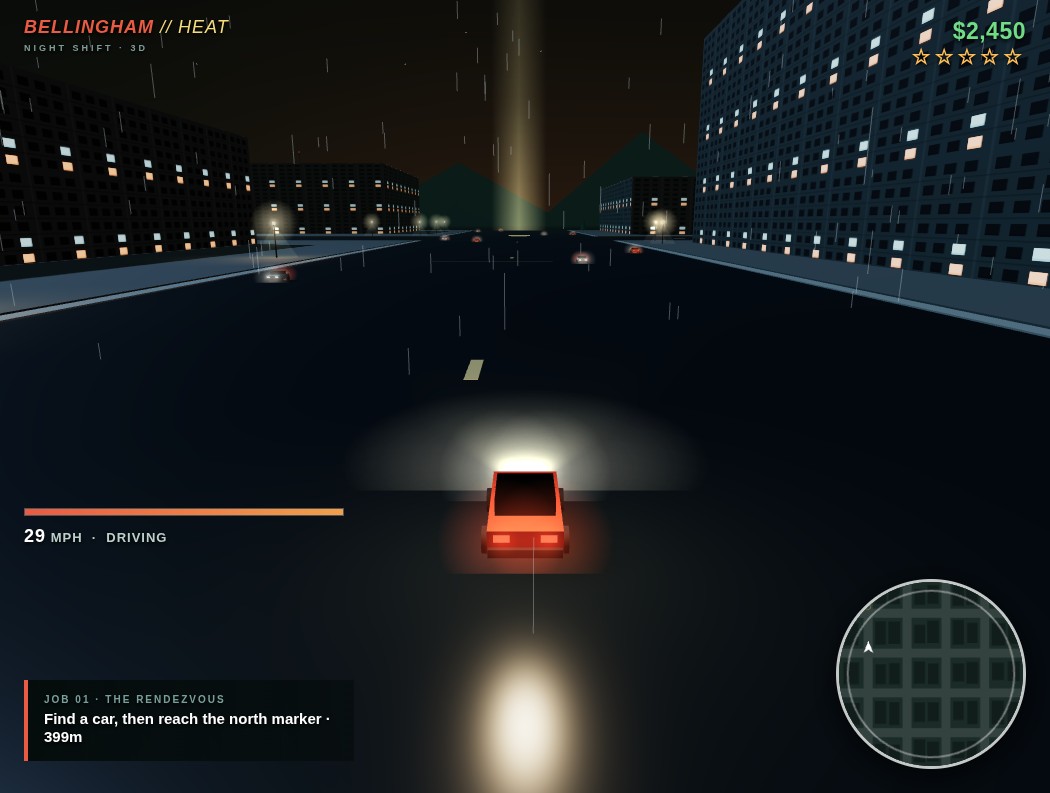 BELLINGHAM // HEAT
NIGHT SHIFT · 3D
$2,450
☆☆☆☆☆
29 MPH · DRIVING
JOB 01 · THE RENDEZVOUS
Find a car, then reach the north marker ·
399m